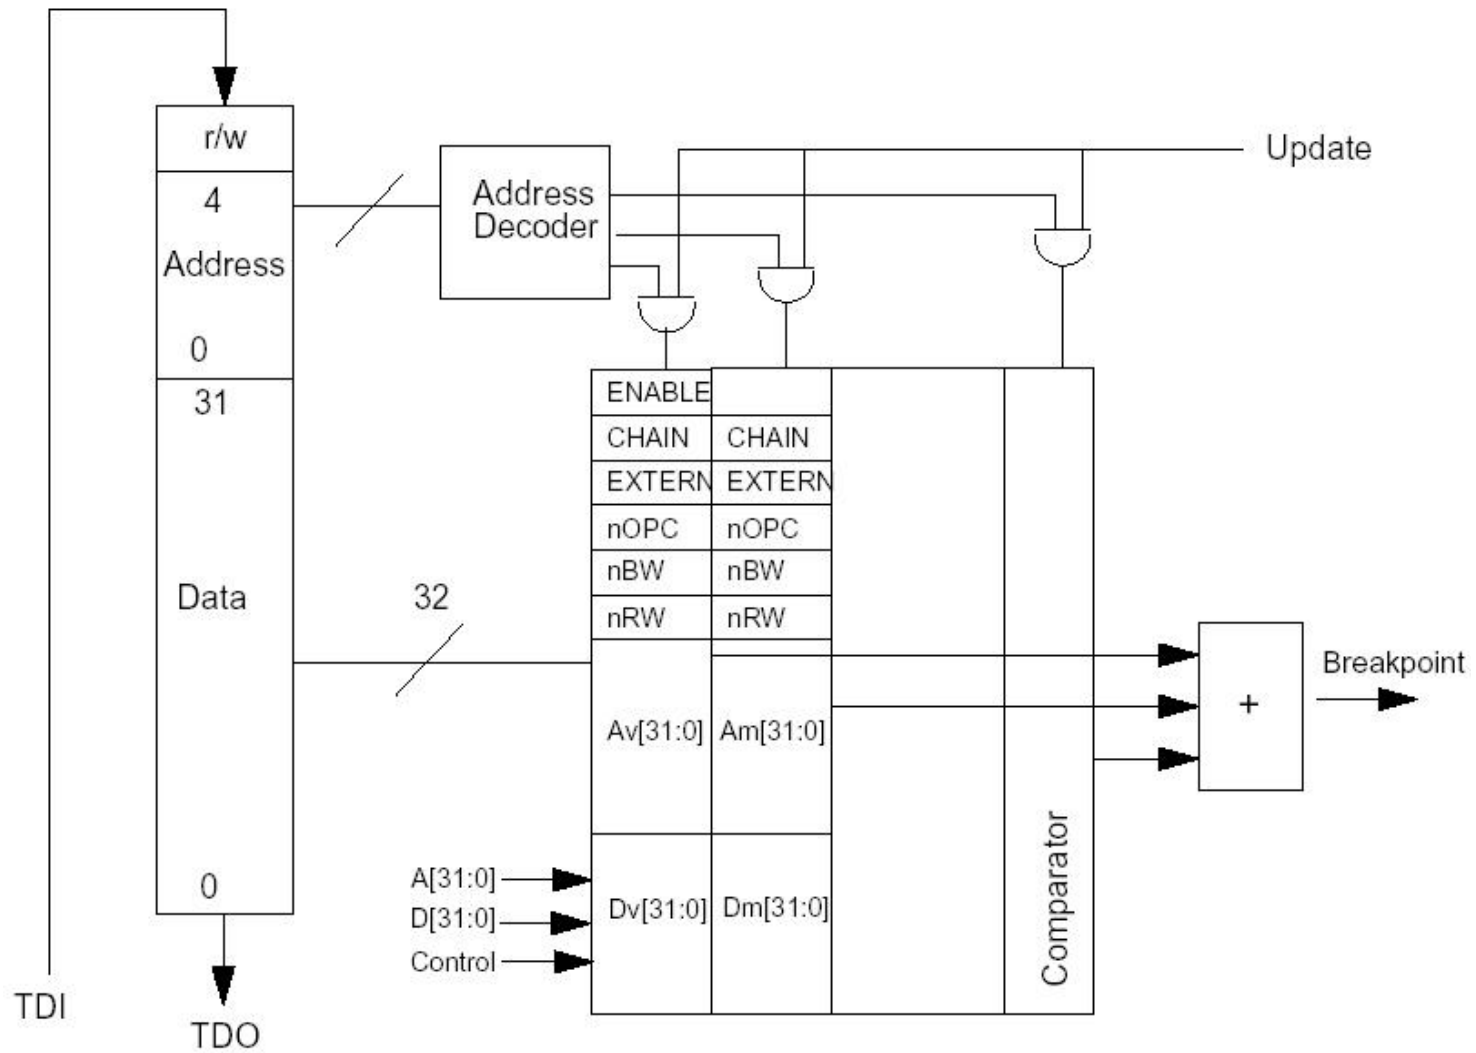 r/w
4
Address
0
31
Data
0
TDI
TDO
32
Address
Decoder
Update
ENABLE
CHAIN CHAIN
EXTERN EXTERN
nOPC nOPC
nBW nBW
nRW nRW
Av[31:0] Am[31:0]
Dv[31:0] Dm[31:0]
A[31:0]
D[31:0]
Control
Comparator
+
Breakpoint